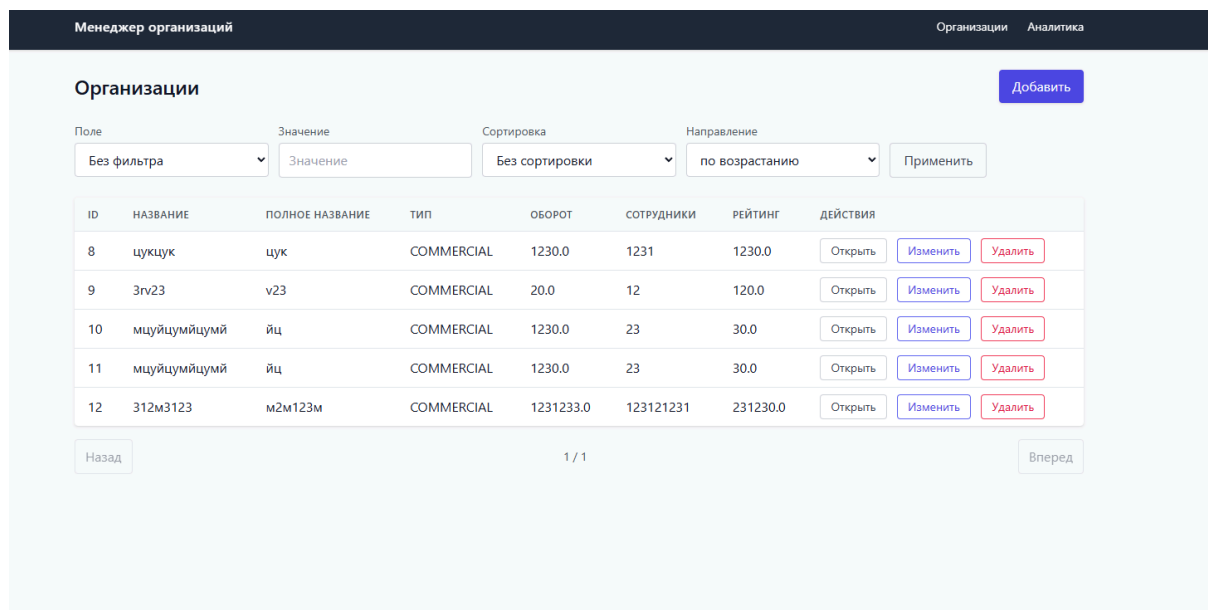 Менеджер организаций Организации Аналитика
Организации Добавить
Поле Значение Сортировка Направление
Без фильтра Значение Без сортировки по возрастанию Применить
ID НАЗВАНИЕ ПОЛНОЕ НАЗВАНИЕ ТИП ОБОРОТ СОТРУДНИКИ РЕЙТИНГ ДЕЙСТВИЯ
8 цукцук цук COMMERCIAL 1230.0 1231 1230.0 Открыть Изменить Удалить
9 3rv23 v23 COMMERCIAL 20.0 12 120.0 Открыть Изменить Удалить
10 мцуйцумйцумй йц COMMERCIAL 1230.0 23 30.0 Открыть Изменить Удалить
11 мцуйцумйцумй йц COMMERCIAL 1230.0 23 30.0 Открыть Изменить Удалить
12 312м3123 м2м123м COMMERCIAL 1231233.0 123121231 231230.0 Открыть Изменить Удалить
Назад 1 / 1 Вперед